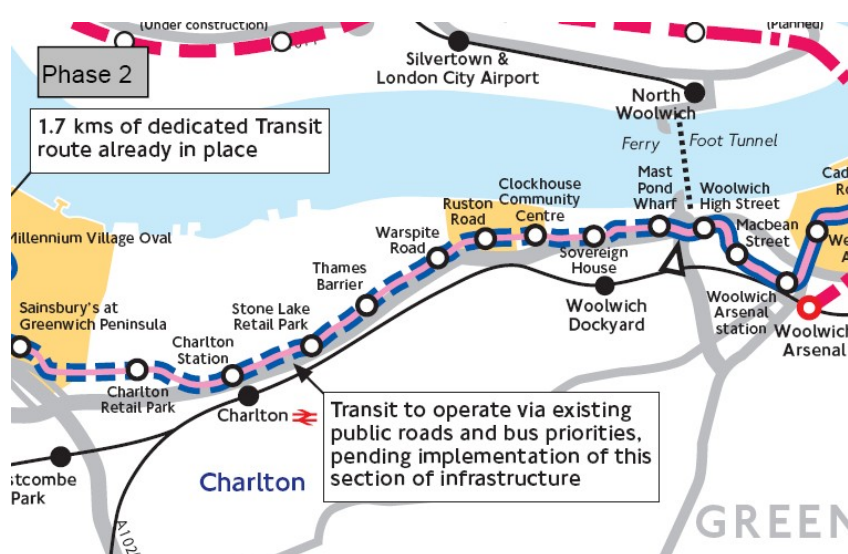 (Under construction)
(Planned)
Phase 2
Silvertown &
London City Airport
North
Woolwich
1.7 kms of dedicated Transit
route already in place
Ferry
Foot Tunnel
Mast
Pond
Wharf
Woolwich
High Street
Macbean
Street
Clockhouse
Community
Centre
Ruston
Road
Warspite
Road
Sovereign
House
Thames
Barrier
Millennium Village Oval
Sainsbury's at
Greenwich Peninsula
Stone Lake
Retail Park
Charlton
Station
Charlton
Retail Park
Woolwich
Dockyard
Woolwich
Arsenal
station
Woolwich
Arsenal
Charlton
Transit to operate via existing
public roads and bus priorities,
pending implementation of this
section of infrastructure
Charlton
stcombe
Park
A102
GREEN